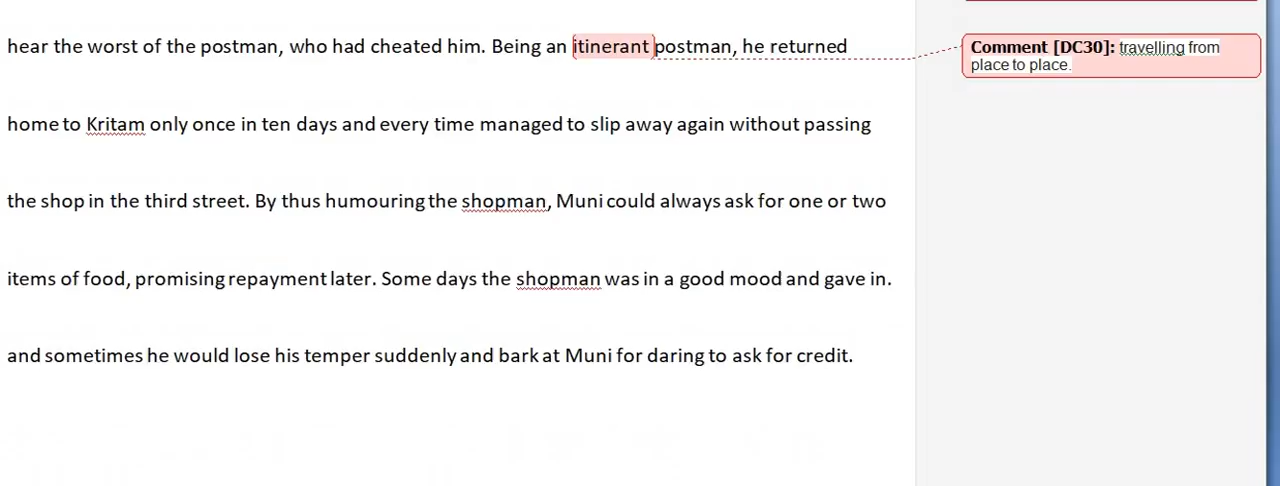 hear the worst of the postman, who had cheated him. Being an itinerant postman, he returned
Comment [DC30]: travelling from
place to place.
home to Kritam only once in ten days and every time managed to slip away again without passing
the shop in the third street. By thus humouring the shopman, Muni could always ask for one or two
items of food, promising repayment later. Some days the shopman was in a good mood and gave in.
and sometimes he would lose his temper suddenly and bark at Muni for daring to ask for credit.